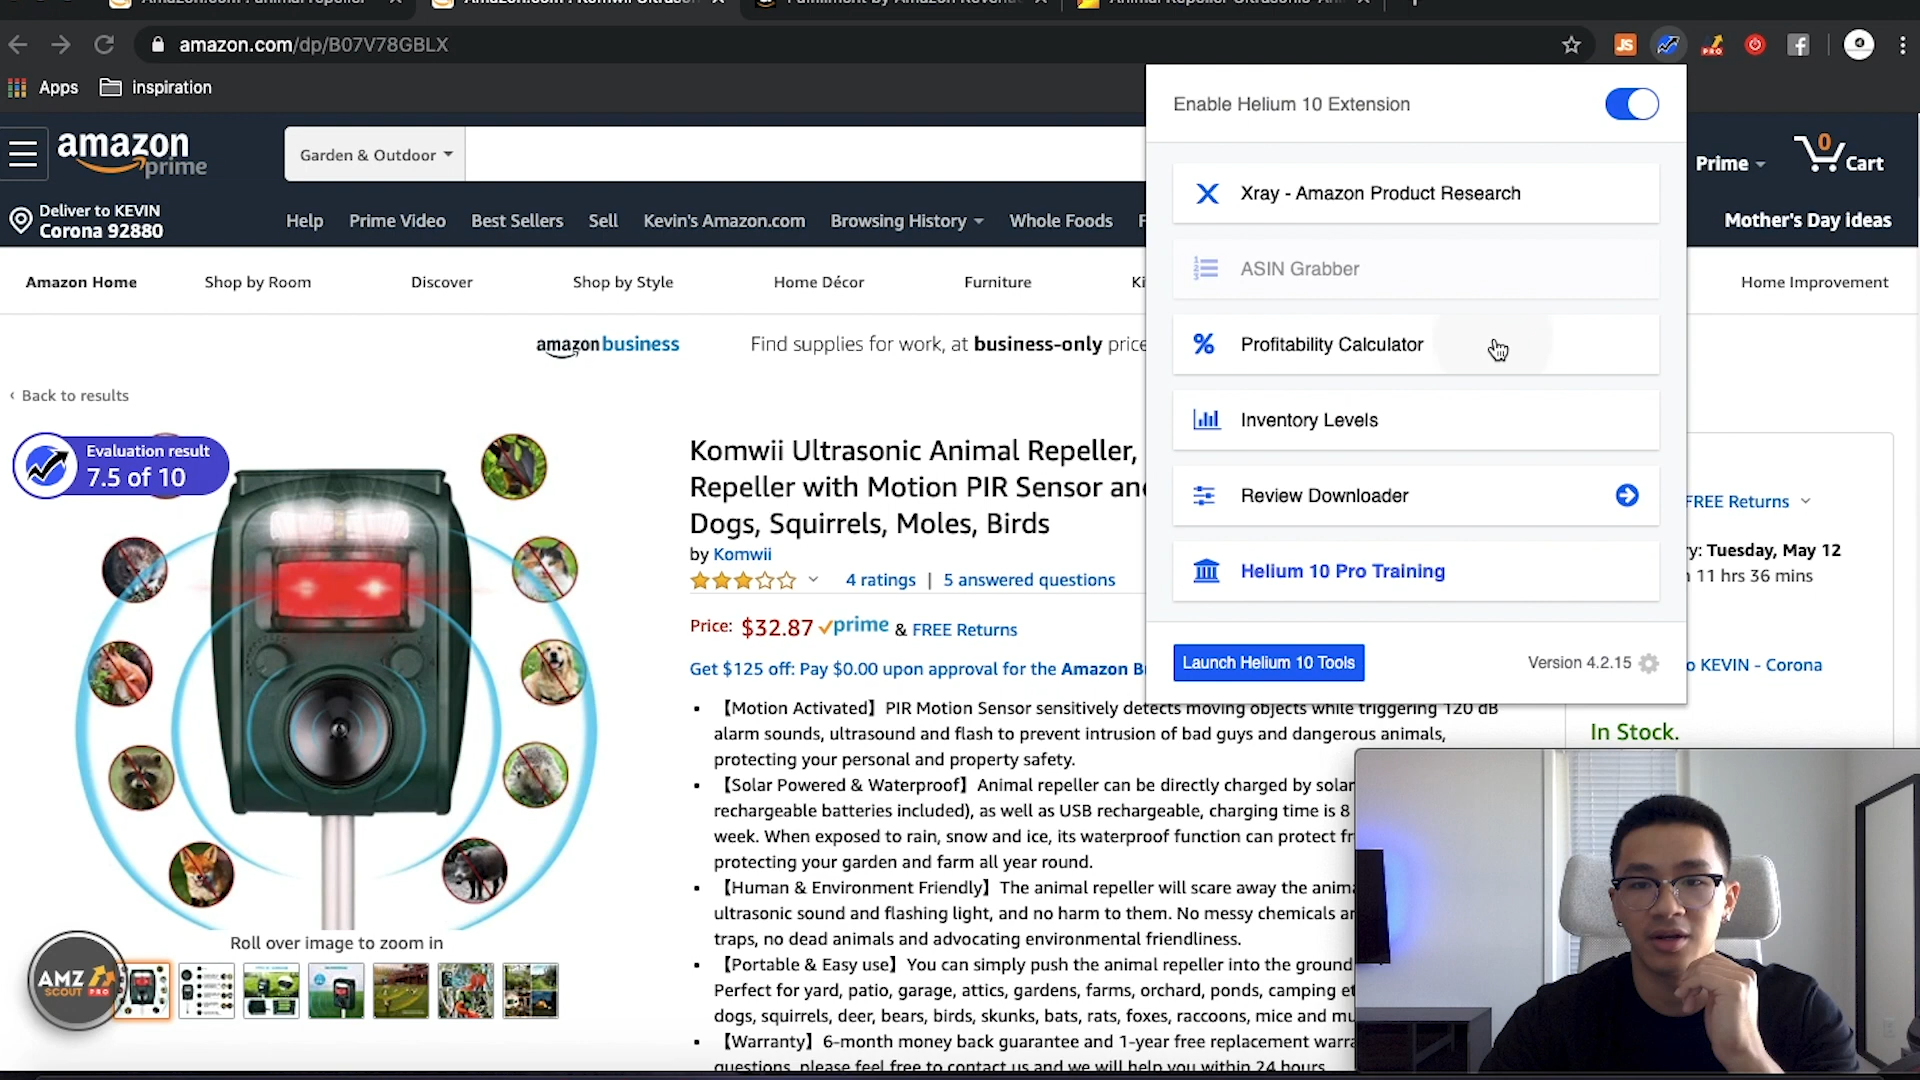 amazon.com/dp/B07V78GBLX
JS
PRO
Apps
inspiration
amazon
prime
Garden & Outdoor
Prime
0
Cart
Deliver to KEVIN
Corona 92880
Help
Prime Video
Best Sellers
Sell
Kevin's Amazon.com
Browsing History
Whole Foods
F
Mother's Day ideas
Amazon Home
Shop by Room
Discover
Shop by Style
Home Décor
Furniture
Ki
Home Improvement
amazon business
Find supplies for work, at business-only price
‹ Back to results
Enable Helium 10 Extension
Xray - Amazon Product Research
ASIN Grabber
Profitability Calculator
Inventory Levels
Review Downloader
Helium 10 Pro Training
Launch Helium 10 Tools
Version 4.2.15
Evaluation result
7.5 of 10
Komwii Ultrasonic Animal Repeller,
Repeller with Motion PIR Sensor and
Dogs, Squirrels, Moles, Birds
by Komwii
4 ratings | 5 answered questions
Price: $32.87 prime & FREE Returns
Get $125 off: Pay $0.00 upon approval for the Amazon B
【Motion Activated】PIR Motion Sensor sensitively detects moving objects while triggering 120 dB
alarm sounds, ultrasound and flash to prevent intrusion of bad guys and dangerous animals,
protecting your personal and property safety.
【Solar Powered & Waterproof】Animal repeller can be directly charged by solar
rechargeable batteries included), as well as USB rechargeable, charging time is 8
week. When exposed to rain, snow and ice, its waterproof function can protect fr
protecting your garden and farm all year round.
【Human & Environment Friendly】The animal repeller will scare away the anima
ultrasonic sound and flashing light, and no harm to them. No messy chemicals ar
traps, no dead animals and advocating environmental friendliness.
【Portable & Easy use】You can simply push the animal repeller into the ground
Perfect for yard, patio, garage, attics, gardens, farms, orchard, ponds, camping et
dogs, squirrels, deer, bears, birds, skunks, bats, rats, foxes, raccoons, mice and mu
【Warranty】6-month money back guarantee and 1-year free replacement warra
questions, please feel free to contact us and we will help you within 24 hours.
FREE Returns
ry: Tuesday, May 12
11 hrs 36 mins
o KEVIN - Corona
In Stock.
Roll over image to zoom in
AMZ
SCOUT PRO